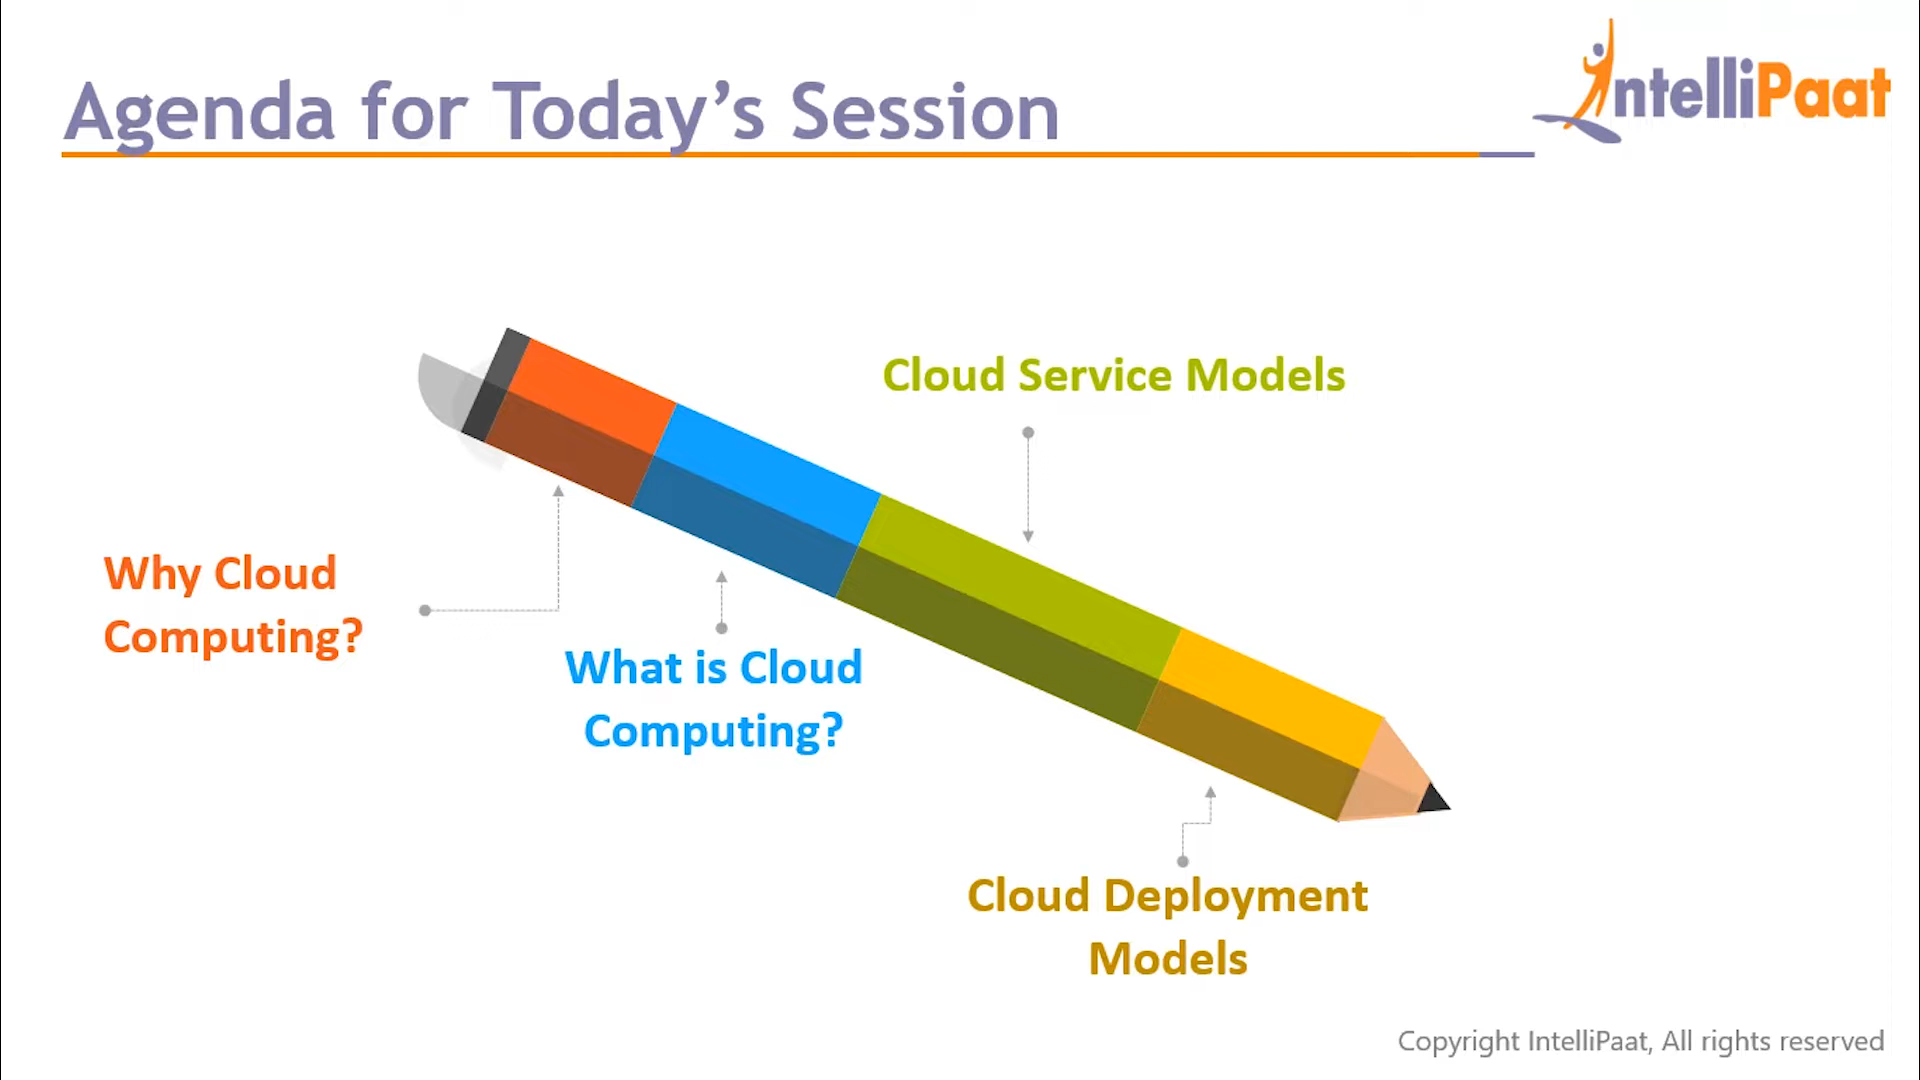 Agenda for Today’s Session
IntelliPaat
Cloud Service Models
Why Cloud
Computing?
What is Cloud
Computing?
Cloud Deployment
Models
Copyright IntelliPaat, All rights reserved